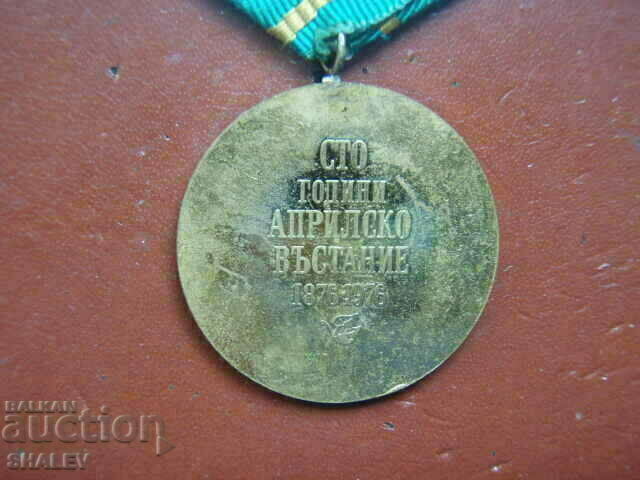 СТО
ГОДИНИ
АПРИЛСКО
ВЪСТАНИЕ
1876-1976
BALKAN
auction
SHALEV